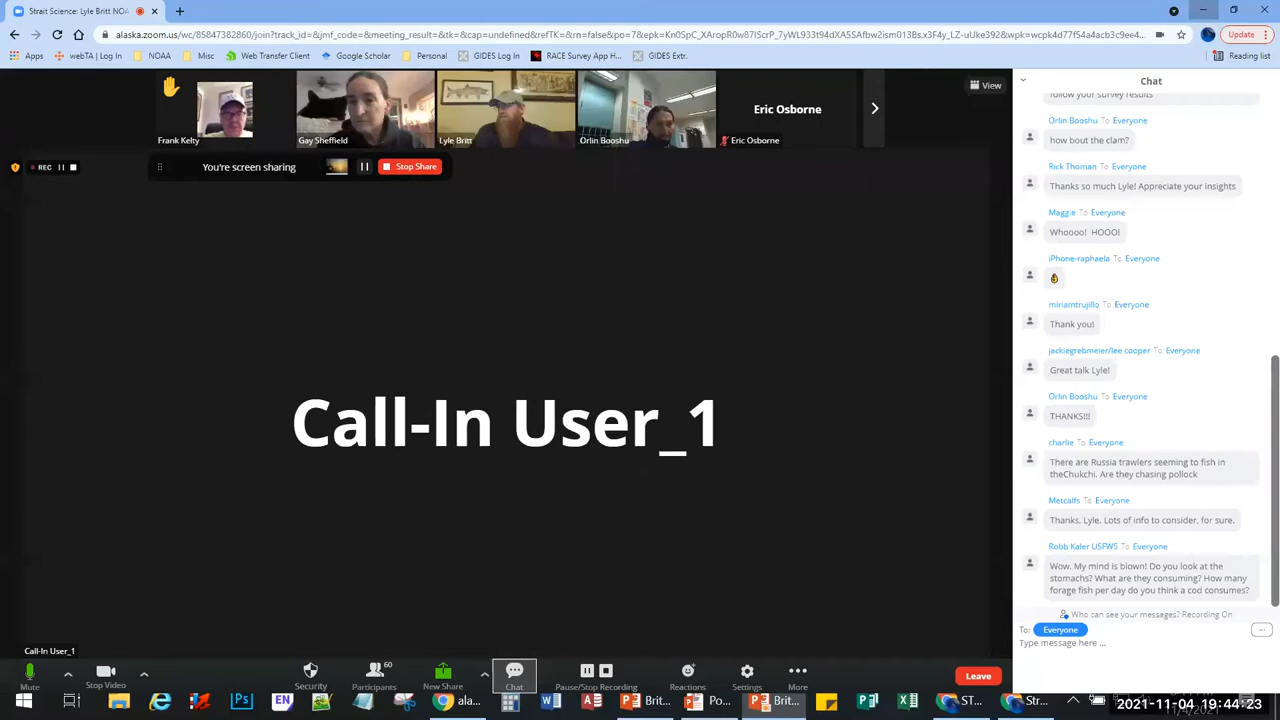 Strait Science: Lyle Britt NOA
Update
alaska.zoom.us/wc/85847382860/join?track_id=&jmf_code=&meeting_result=&tk=&cap=undefined&refTK=&rn=false&po=7&epk=
Apps
webTA | Log In
NOAA
Misc
Google Scholar
Personal
GIDES Log In
RACE Survey App H...
GIDES Extr.
Reading list
View
Frank Kelty
Gay Sheffield
Lyle Britt
Orlin Booshu
Eric Osborne
Eric Osborne
REC
You're screen sharing
Stop Share
Call-In User_1
Call-In User_1
Chat
follow your survey results
Orlin Booshu To Everyone
how bout the clam?
Rick Thoman To Everyone
Thanks so much Lyle! Appreciate your insights
Maggie To Everyone
Whoooo! HOOO!
iPhone-raphaela To Everyone
miriamtrujillo To Everyone
Thank you!
jackiegrebmeier/lee cooper To Everyone
Great talk Lyle!
Orlin Booshu To Everyone
THANKS!!!
charlie To Everyone
There are Russia trawlers seeming to fish in
theChukchi. Are they chasing pollock
Metcalfs To Everyone
Thanks, Lyle. Lots of info to consider, for sure.
Robb Kaler USFWS To Everyone
Wow. My mind is blown! Do you look at the
stomachs? What are they consuming? How many
forage fish per day do you think a cod consumes?
Who can see your messages? Recording On
To: Everyone
Type message here ...
Mute
Stop Video
Security
Participants
60
New Share
Chat
Pause/Stop Recording
Reactions
Settings
More
Leave
Ps
EN
ala...
Brit...
Brit...
Brit...
ST...
Str...
2021-11-04 19:44:23